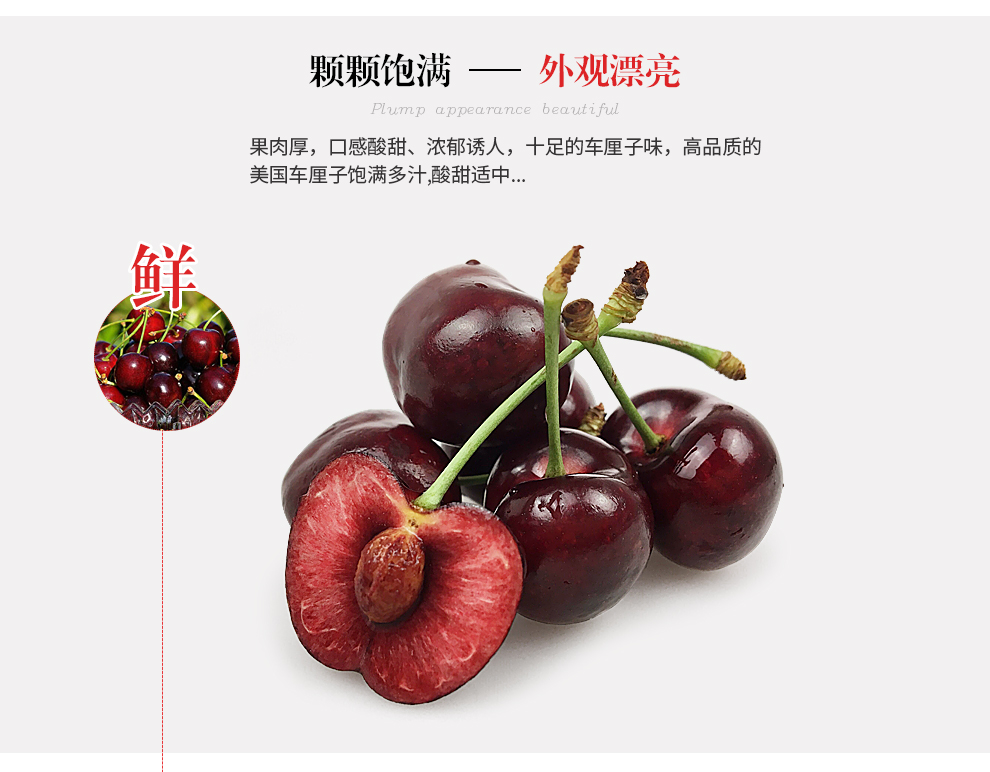 颗颗饱满 — 外观漂亮
Plump appearance beautiful
果肉厚，口感酸甜、浓郁诱人，十足的车厘子味，高品质的
美国车厘子饱满多汁,酸甜适中...
鲜